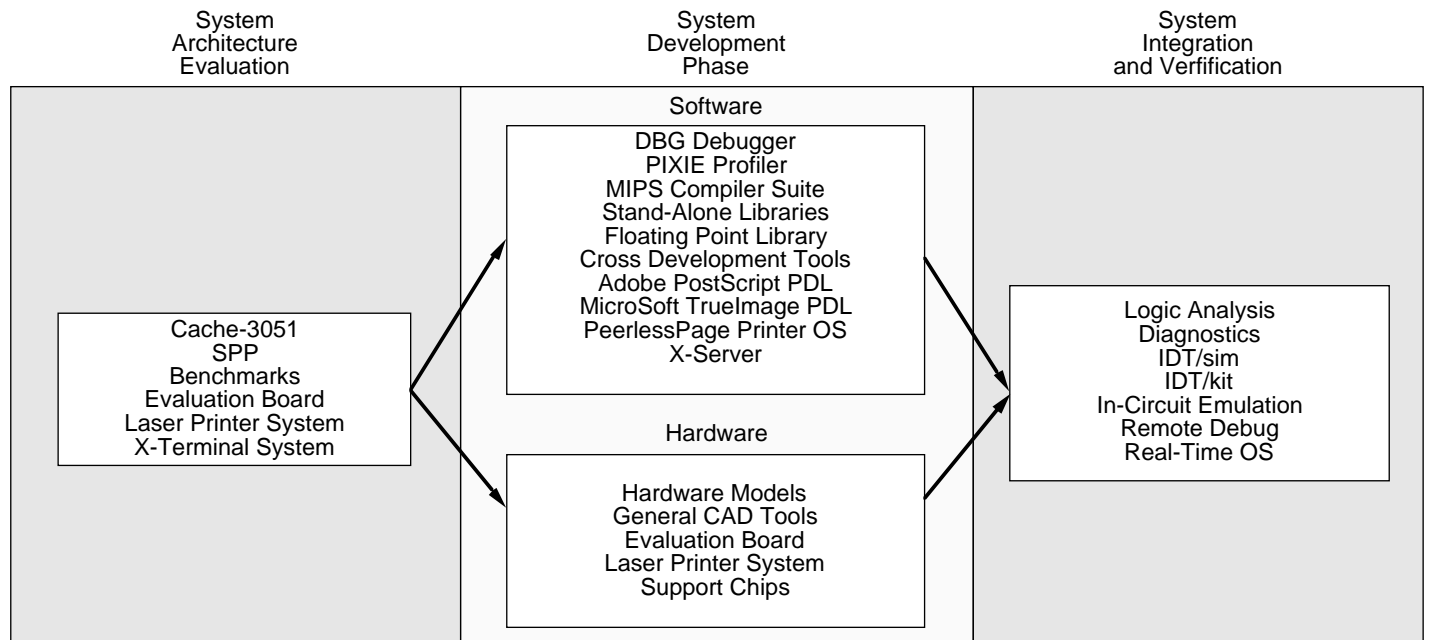 System
Architecture
Evaluation
System
Development
Phase
System
Integration
and Verfification
Cache-3051
SPP
Benchmarks
Evaluation Board
Laser Printer System
X-Terminal System
Software
DBG Debugger
PIXIE Profiler
MIPS Compiler Suite
Stand-Alone Libraries
Floating Point Library
Cross Development Tools
Adobe PostScript PDL
MicroSoft TrueImage PDL
PeerlessPage Printer OS
X-Server
Hardware
Hardware Models
General CAD Tools
Evaluation Board
Laser Printer System
Support Chips
Logic Analysis
Diagnostics
IDT/sim
IDT/kit
In-Circuit Emulation
Remote Debug
Real-Time OS